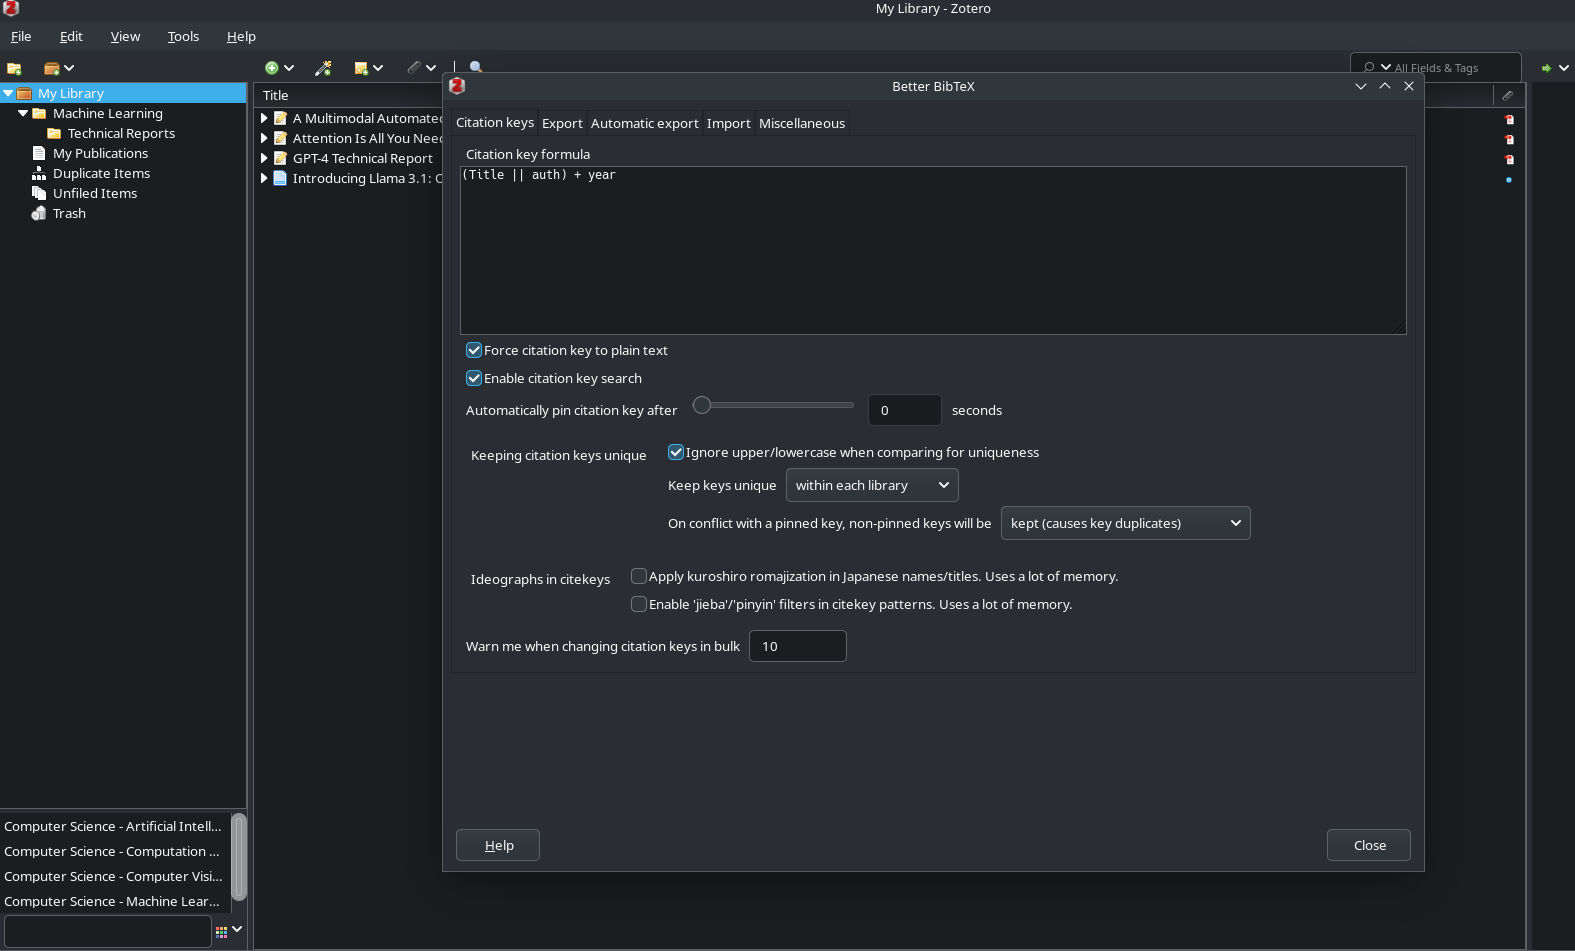 My Library - Zotero
File Edit View Tools Help
All Fields & Tags
My Library
Machine Learning
Technical Reports
My Publications
Duplicate Items
Unfiled Items
Trash
Title
A Multimodal Automated
Attention Is All You Need
GPT-4 Technical Report
Introducing Llama 3.1: C
Better BibTeX
Citation keys Export Automatic export Import Miscellaneous
Citation key formula
(Title || auth) + year
Force citation key to plain text
Enable citation key search
Automatically pin citation key after 0 seconds
Keeping citation keys unique
Ignore upper/lowercase when comparing for uniqueness
Keep keys unique within each library
On conflict with a pinned key, non-pinned keys will be kept (causes key duplicates)
Ideographs in citekeys
Apply kuroshiro romajization in Japanese names/titles. Uses a lot of memory.
Enable 'jieba'/'pinyin' filters in citekey patterns. Uses a lot of memory.
Warn me when changing citation keys in bulk 10
Help Close
Computer Science - Artificial Intell...
Computer Science - Computation ...
Computer Science - Computer Visi...
Computer Science - Machine Lear...